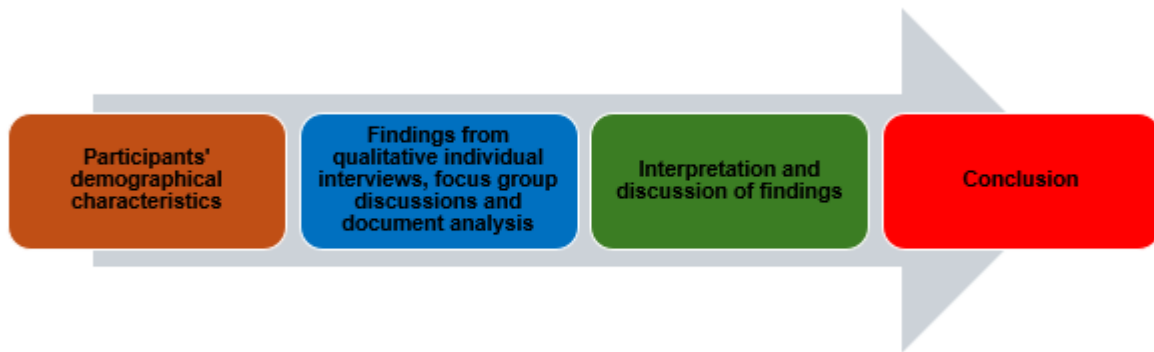 Participants'
demographical
characteristics
Findings from
qualitative individual
interviews, focus group
discussions and
document analysis
Interpretation and
discussion of findings
Conclusion